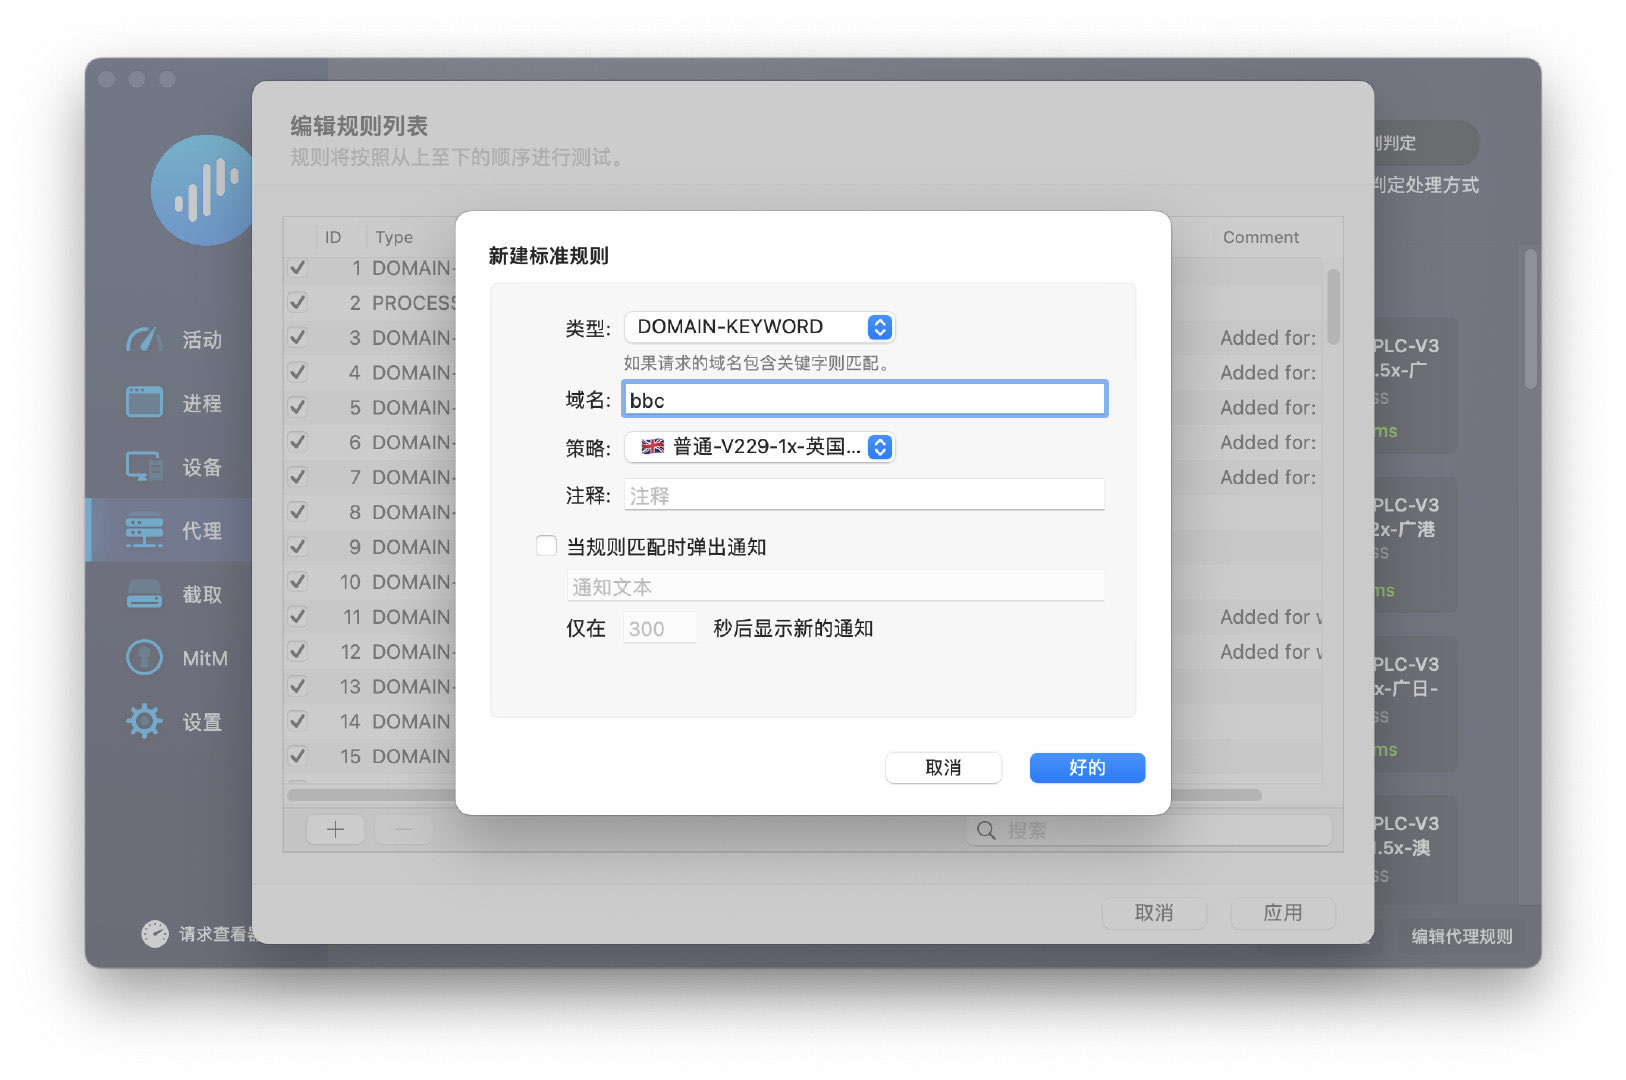 编辑规则列表
规则将按照从上至下的顺序进行测试。
判定
判定处理方式
ID
Type
Comment
1 DOMAIN-
2 PROCESS
3 DOMAIN- Added for:
4 DOMAIN- Added for:
5 DOMAIN- Added for:
6 DOMAIN- Added for:
7 DOMAIN- Added for:
8 DOMAIN-
9 DOMAIN
10 DOMAIN-
11 DOMAIN Added for
12 DOMAIN- Added for
13 DOMAIN-
14 DOMAIN
15 DOMAIN
新建标准规则
类型: DOMAIN-KEYWORD
如果请求的域名包含关键字则匹配。
域名: bbc
策略: 🇬🇧 普通-V229-1x-英国...
注释: 注释
当规则匹配时弹出通知
通知文本
仅在 300 秒后显示新的通知
取消
好的
搜索
取消
应用
活动
进程
设备
代理
截取
MitM
设置
请求查看
PLC-V3
.5x-广
ms
PLC-V3
2x-广港
ms
PLC-V3
x-广日-
ms
PLC-V3
.5x-澳
编辑代理规则